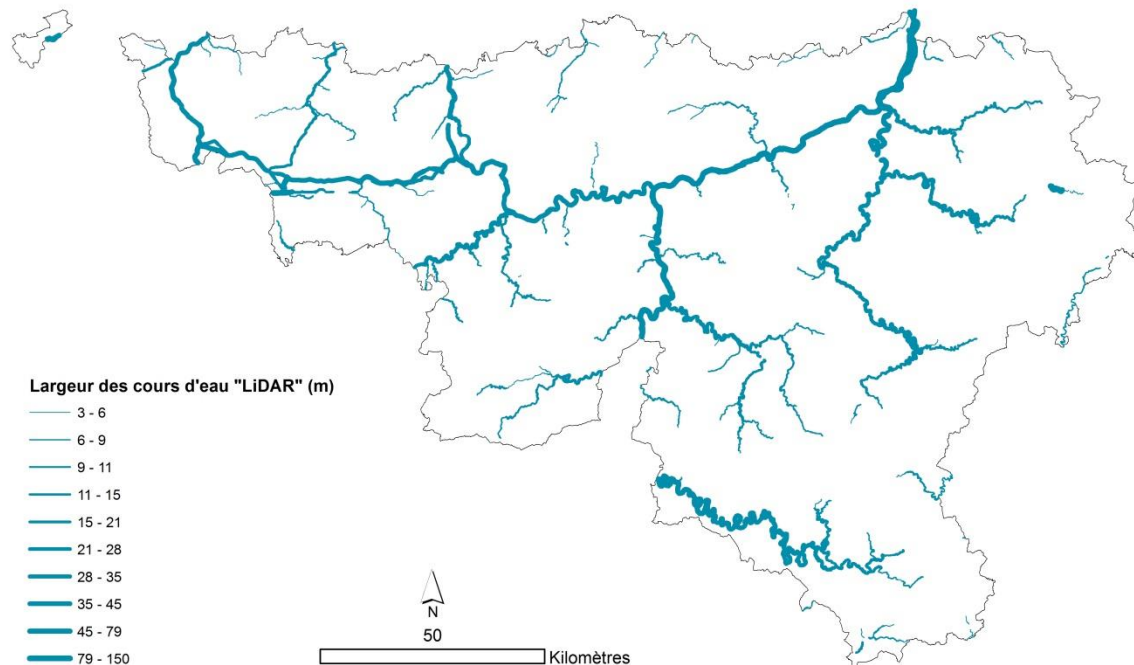 Largeur des cours d'eau "LiDAR" (m)
3 - 6
6 - 9
9 - 11
11 - 15
15 - 21
21 - 28
28 - 35
35 - 45
45 - 79
79 - 150
N
50
Kilomètres